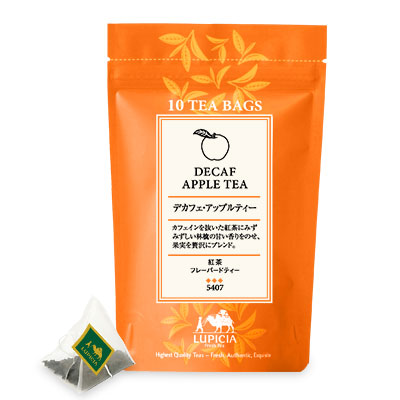 10 TEA BAGS
DECAF
APPLE TEA
デカフェ・アップルティー
カフェインを抜いた紅茶にみず
みずしい林檎の甘い香りをのせ、
果実を贅沢にブレンド。
紅茶
フレーバードティー
5407
LUPICIA
FRESH TEA
Highest Quality Teas – Fresh, Authentic, Exquisite